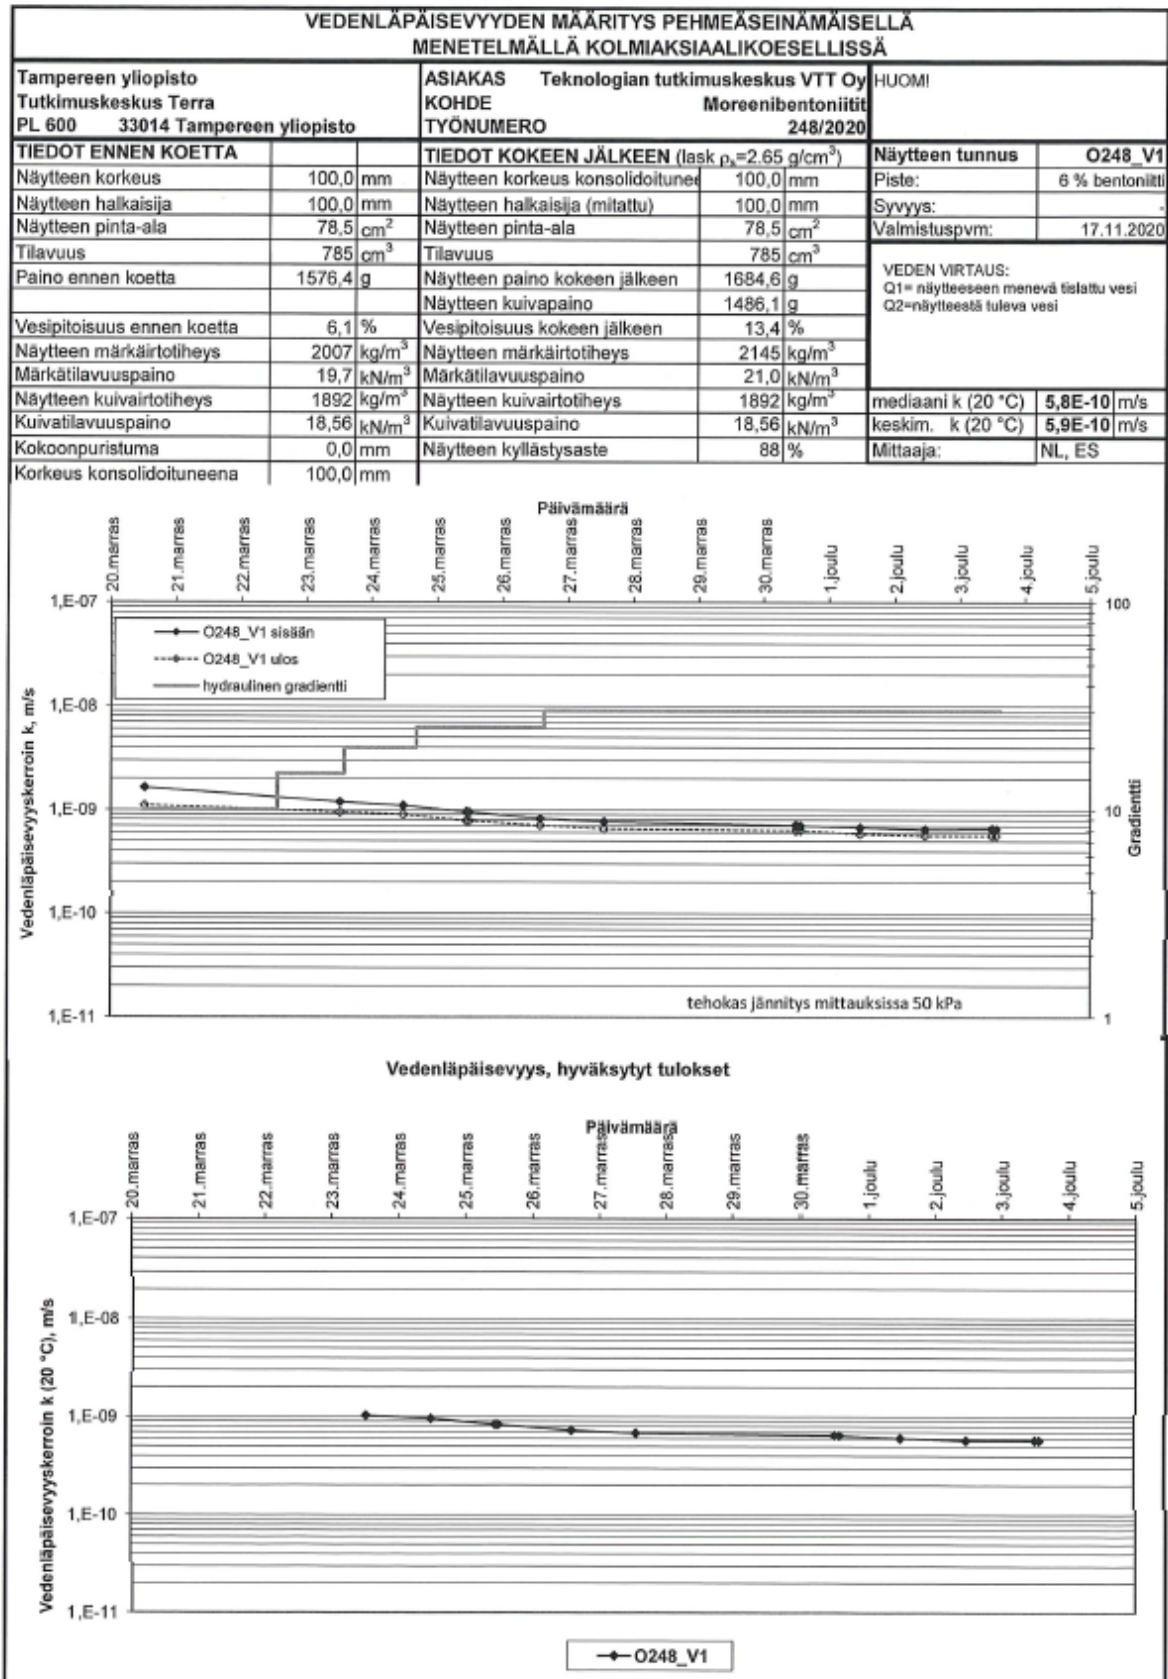 VEDENLÄPÄISEVYYDEN MÄÄRITYS PEHMEÄSEINÄMÄISELLÄ
MENETELMÄLLÄ KOLMIAKSIAALIKOESELLISSÄ
Tampereen yliopisto
Tutkimuskeskus Terra
PL 600 33014 Tampereen yliopisto
ASIAKAS Teknologian tutkimuskeskus VTT Oy
KOHDE Moreenibentoniitit
TYÖNUMERO 248/2020
HUOM!
TIEDOT ENNEN KOETTA
Näytteen korkeus 100,0 mm
Näytteen halkaisija 100,0 mm
Näytteen pinta-ala 78,5 cm²
Tilavuus 785 cm³
Paino ennen koetta 1576,4 g
Vesipitoisuus ennen koetta 6,1 %
Näytteen märkäirtotiheys 2007 kg/m³
Märkätilavuuspaino 19,7 kN/m³
Näytteen kuivairtotiheys 1892 kg/m³
Kuivatilavuuspaino 18,56 kN/m³
Kokoonpuristuma 0,0 mm
Korkeus konsolidoituneena 100,0 mm
TIEDOT KOKEEN JÄLKEEN (lask ρs=2.65 g/cm³)
Näytteen korkeus konsolidoitunee 100,0 mm
Näytteen halkaisija (mitattu) 100,0 mm
Näytteen pinta-ala 78,5 cm²
Tilavuus 785 cm³
Näytteen paino kokeen jälkeen 1684,6 g
Näytteen kuivapaino 1486,1 g
Vesipitoisuus kokeen jälkeen 13,4 %
Näytteen märkäirtotiheys 2145 kg/m³
Märkätilavuuspaino 21,0 kN/m³
Näytteen kuivairtotiheys 1892 kg/m³
Kuivatilavuuspaino 18,56 kN/m³
Näytteen kyllästysaste 88 %
Näytteen tunnus O248_V1
Piste: 6 % bentoniitti
Syvyys: -
Valmistuspvm: 17.11.2020
VEDEN VIRTAUS:
Q1= näytteeseen menevä tislattu vesi
Q2=näytteestä tuleva vesi
mediaani k (20 °C) 5,8E-10 m/s
keskim. k (20 °C) 5,9E-10 m/s
Mittaaja: NL, ES
Päivämäärä
20.marras
21.marras
22.marras
23.marras
24.marras
25.marras
26.marras
27.marras
28.marras
29.marras
30.marras
1.joulu
2.joulu
3.joulu
4.joulu
5.joulu
Vedenläpäisevyyskerroin k, m/s
1,E-07
1,E-08
1,E-09
1,E-10
1,E-11
O248_V1 sisään
O248_V1 ulos
hydraulinen gradientti
tehokas jännitys mittauksissa 50 kPa
100
10
1
Gradientti
Vedenläpäisevyys, hyväksytyt tulokset
Päivämäärä
20.marras
21.marras
22.marras
23.marras
24.marras
25.marras
26.marras
27.marras
28.marras
29.marras
30.marras
1.joulu
2.joulu
3.joulu
4.joulu
5.joulu
Vedenläpäisevyyskerroin k (20 °C), m/s
1,E-07
1,E-08
1,E-09
1,E-10
1,E-11
O248_V1